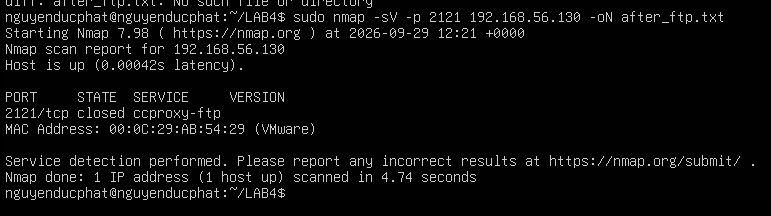 diff: after_ftp.txt: No such file or directory
nguyenducphat@nguyenducphat:~/LAB4$ sudo nmap -sV -p 2121 192.168.56.130 -oN after_ftp.txt
Starting Nmap 7.98 ( https://nmap.org ) at 2026-09-29 12:21 +0000
Nmap scan report for 192.168.56.130
Host is up (0.00042s latency).

PORT     STATE  SERVICE      VERSION
2121/tcp closed ccproxy-ftp
MAC Address: 00:0C:29:AB:54:29 (VMware)

Service detection performed. Please report any incorrect results at https://nmap.org/submit/ .
Nmap done: 1 IP address (1 host up) scanned in 4.74 seconds
nguyenducphat@nguyenducphat:~/LAB4$